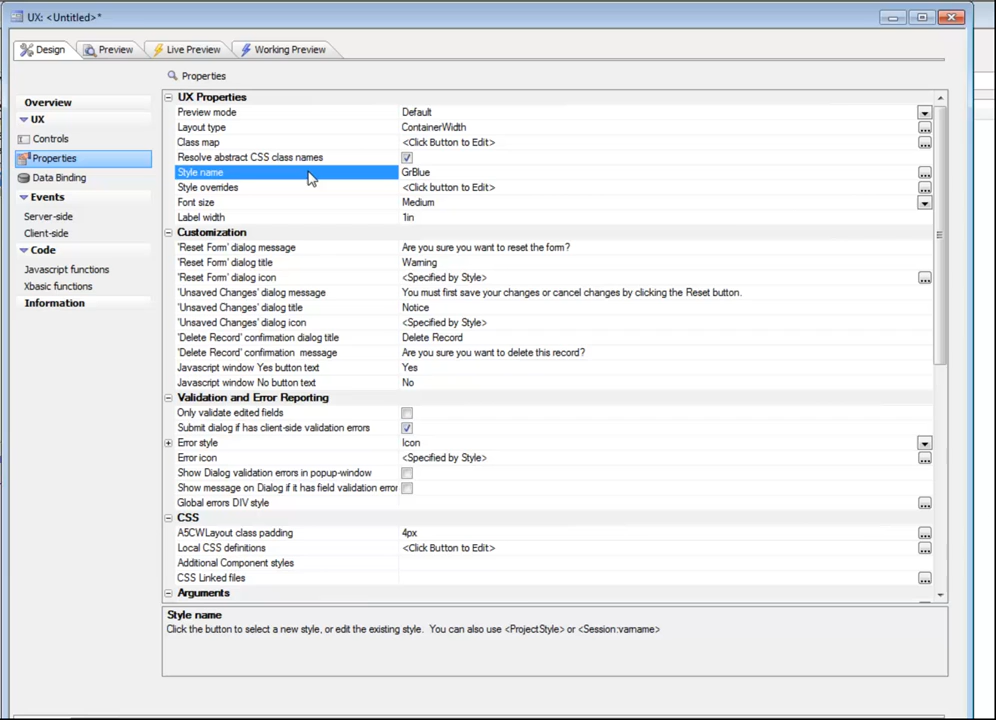 UX: <Untitled>*
Design Preview Live Preview Working Preview
Properties
Overview
UX
Controls
Properties
Data Binding
Events
Server-side
Client-side
Code
Javascript functions
Xbasic functions
Information
UX Properties
Preview mode Default
Layout type ContainerWidth
Class map <Click Button to Edit>
Resolve abstract CSS class names
Style name GrBlue
Style overrides <Click button to Edit>
Font size Medium
Label width 1in
Customization
'Reset Form' dialog message Are you sure you want to reset the form?
'Reset Form' dialog title Warning
'Reset Form' dialog icon <Specified by Style>
'Unsaved Changes' dialog message You must first save your changes or cancel changes by clicking the Reset button.
'Unsaved Changes' dialog title Notice
'Unsaved Changes' dialog icon <Specified by Style>
'Delete Record' confirmation dialog title Delete Record
'Delete Record' confirmation message Are you sure you want to delete this record?
Javascript window Yes button text Yes
Javascript window No button text No
Validation and Error Reporting
Only validate edited fields
Submit dialog if has client-side validation errors
Error style Icon
Error icon <Specified by Style>
Show Dialog validation errors in popup-window
Show message on Dialog if it has field validation error
Global errors DIV style
CSS
A5CWLayout class padding 4px
Local CSS definitions <Click Button to Edit>
Additional Component styles
CSS Linked files
Arguments
Style name
Click the button to select a new style, or edit the existing style. You can also use <ProjectStyle> or <Session:varname>